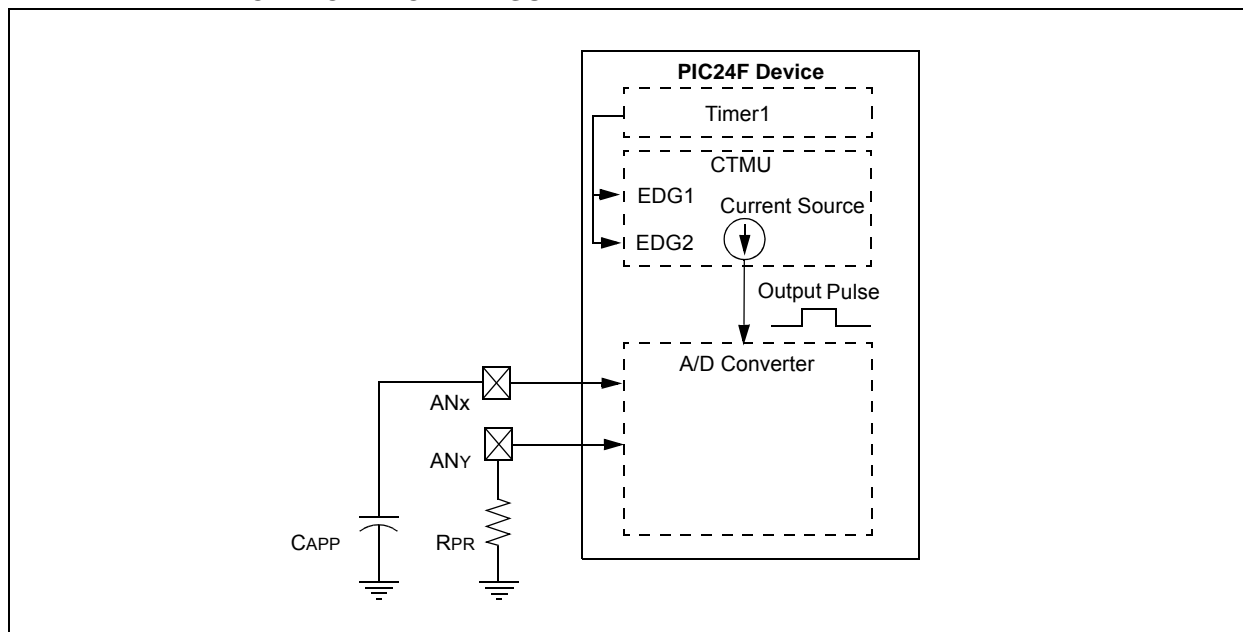 PIC24F Device
Timer1
CTMU
EDG1
Current Source
EDG2
Output Pulse
A/D Converter
ANx
ANY
CAPP
RPR